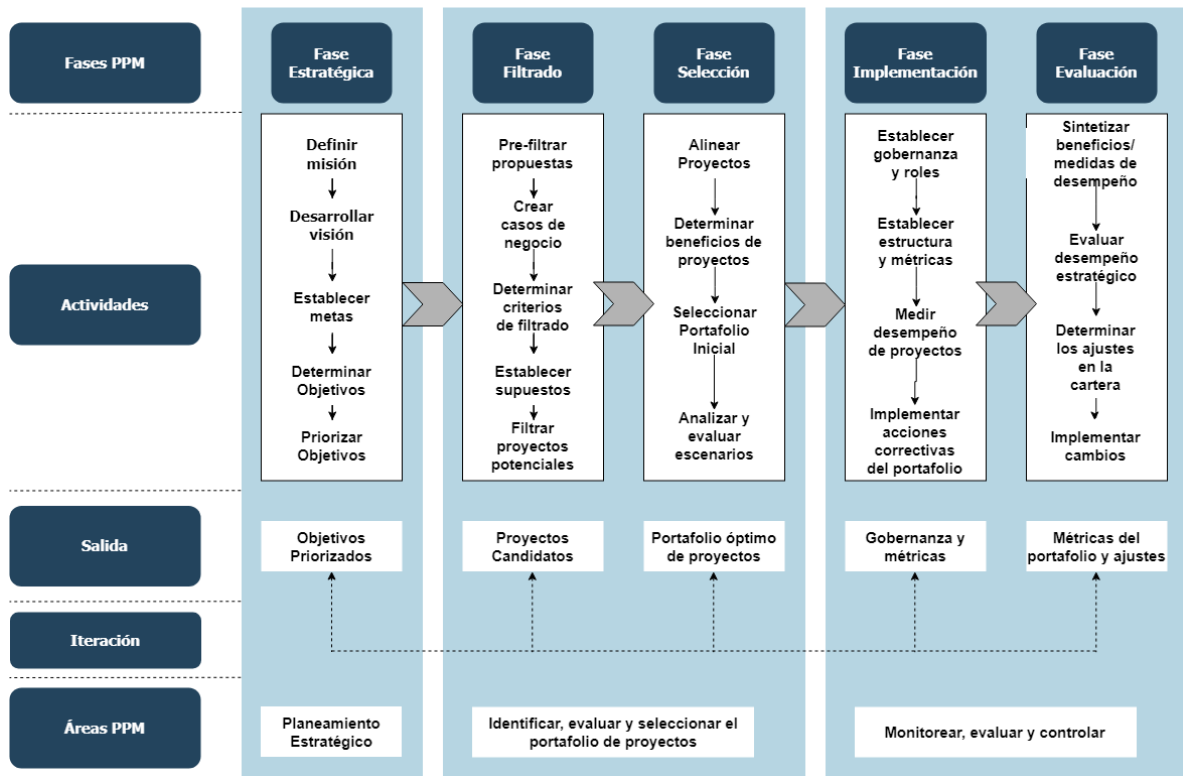 Fases PPM
Fase
Estratégica
Fase
Filtrado
Fase
Selección
Fase
Implementación
Fase
Evaluación
Actividades
Definir
misión
Desarrollar
visión
Establecer
metas
Determinar
Objetivos
Priorizar
Objetivos
Pre-filtrar
propuestas
Crear
casos de
negocio
Determinar
criterios
de filtrado
Establecer
supuestos
Filtrar
proyectos
potenciales
Alinear
Proyectos
Determinar
beneficios de
proyectos
Seleccionar
Portafolio
Inicial
Analizar y
evaluar
escenarios
Establecer
gobernanza
y roles
Establecer
estructura
y métricas
Medir
desempeño
de proyectos
Implementar
acciones
correctivas
del portafolio
Sintetizar
beneficios/
medidas de
desempeño
Evaluar
desempeño
estratégico
Determinar
los ajustes
en la
cartera
Implementar
cambios
Salida
Objetivos
Priorizados
Proyectos
Candidatos
Portafolio óptimo
de proyectos
Gobernanza y
métricas
Métricas del
portafolio y ajustes
Iteración
Áreas PPM
Planeamiento
Estratégico
Identificar, evaluar y seleccionar el
portafolio de proyectos
Monitorear, evaluar y controlar